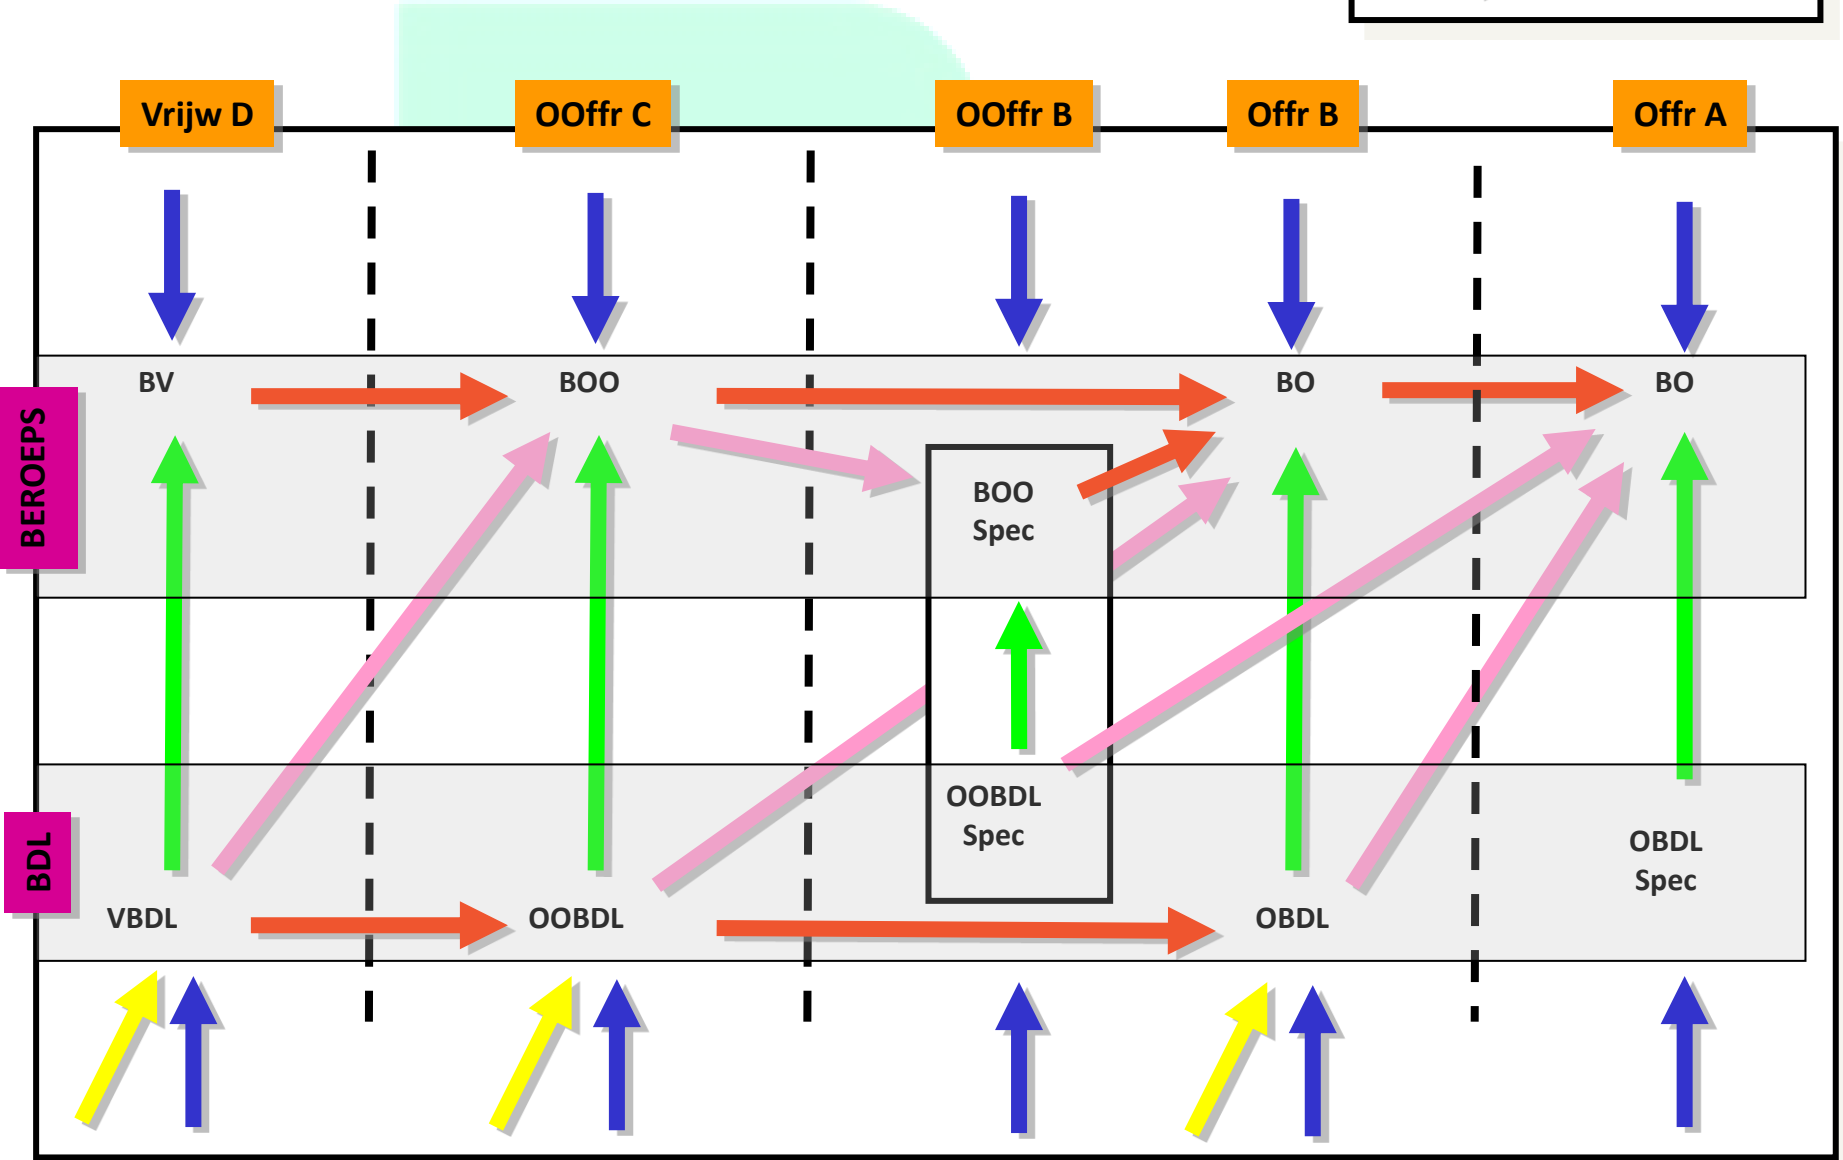 Vrijw D
OOffr C
OOffr B
Offr B
Offr A
BEROEPS
BV
BOO
BO
BO
BOO
Spec
BDL
OOBDL
Spec
OBDL
Spec
VBDL
OOBDL
OBDL